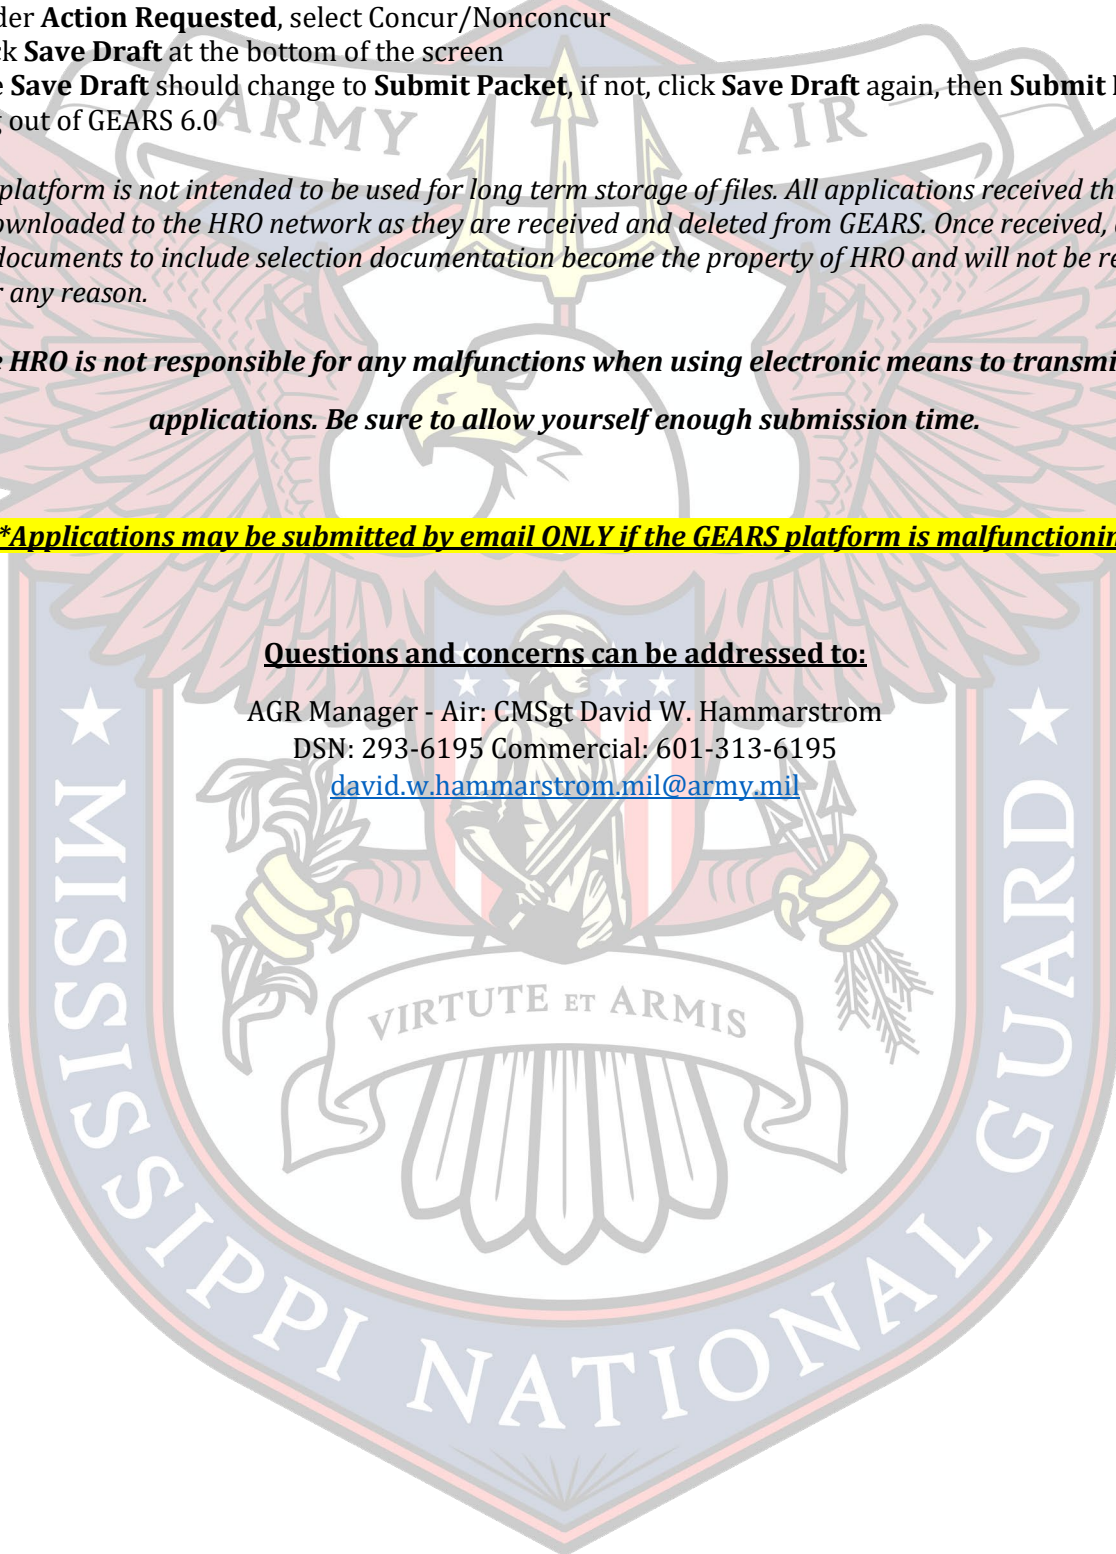 der Action Requested, select Concur/Nonconcur
ck Save Draft at the bottom of the screen
e Save Draft should change to Submit Packet, if not, click Save Draft again, then Submit
g out of GEARS 6.0
ARMY AIR
platform is not intended to be used for long term storage of files. All applications received th
ownloaded to the HRO network as they are received and deleted from GEARS. Once received,
documents to include selection documentation become the property of HRO and will not be re
r any reason.
e HRO is not responsible for any malfunctions when using electronic means to transmi
applications. Be sure to allow yourself enough submission time.
*Applications may be submitted by email ONLY if the GEARS platform is malfunctionin
Questions and concerns can be addressed to:
AGR Manager - Air: CMSgt David W. Hammarstrom
DSN: 293-6195 Commercial: 601-313-6195
david.w.hammarstrom.mil@army.mil
VIRTUTE ET ARMIS
MISSISSIPPI NATIONAL GUARD